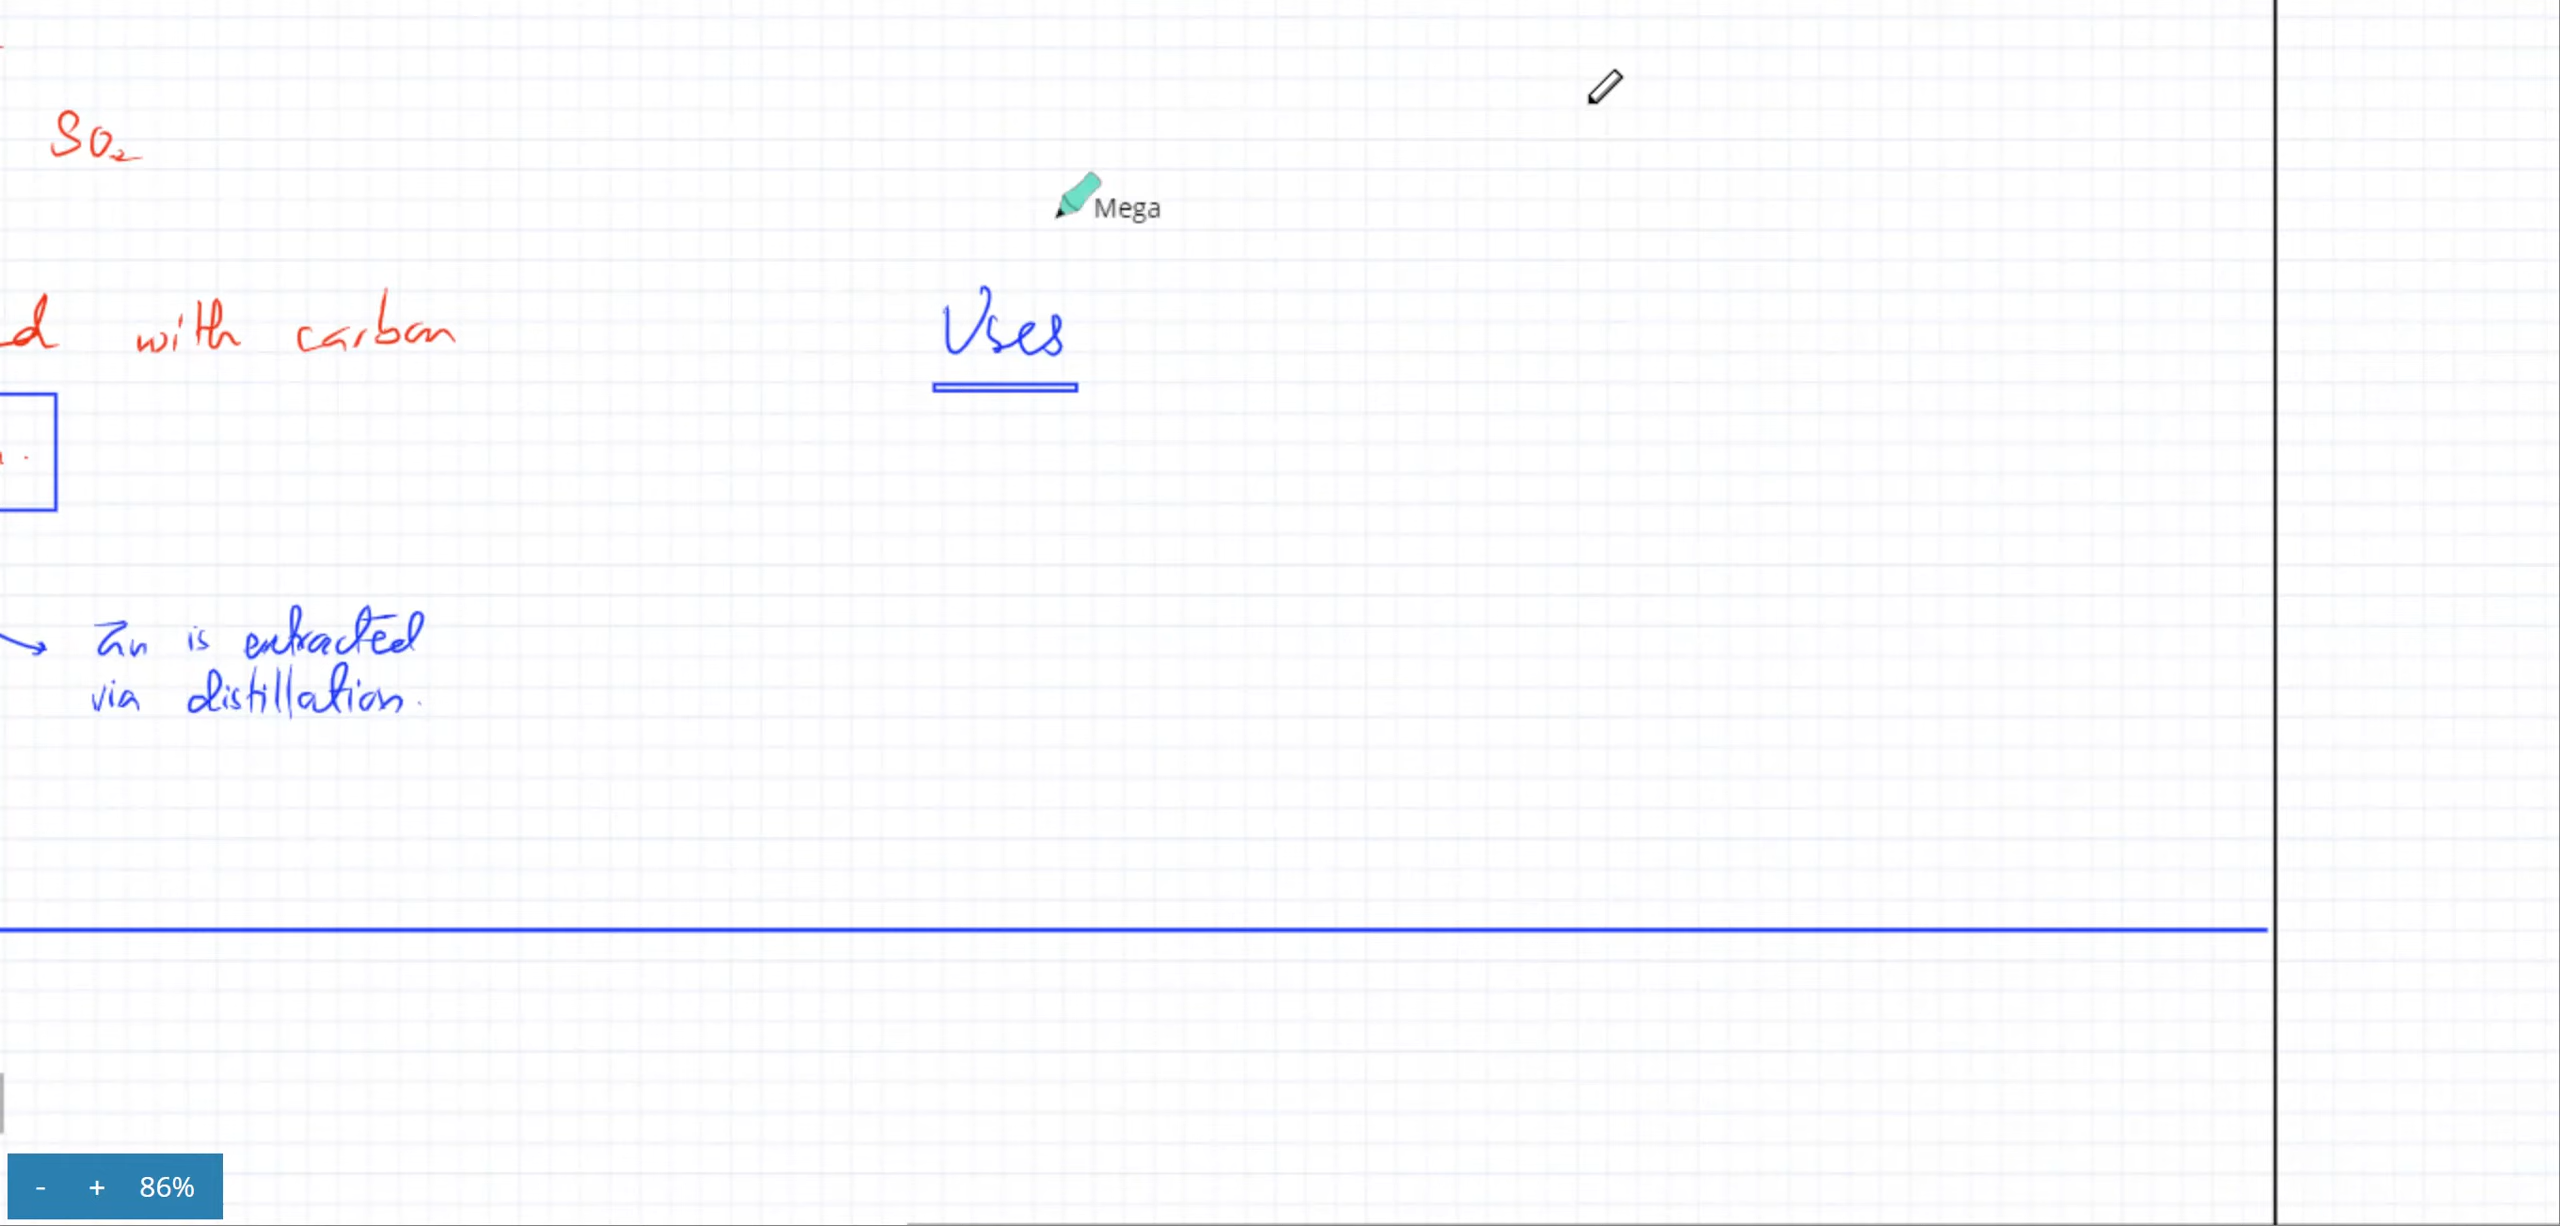 SO₂
Mega
d with carbon
Uses
Zn is extracted
via distillation.
- + 86%